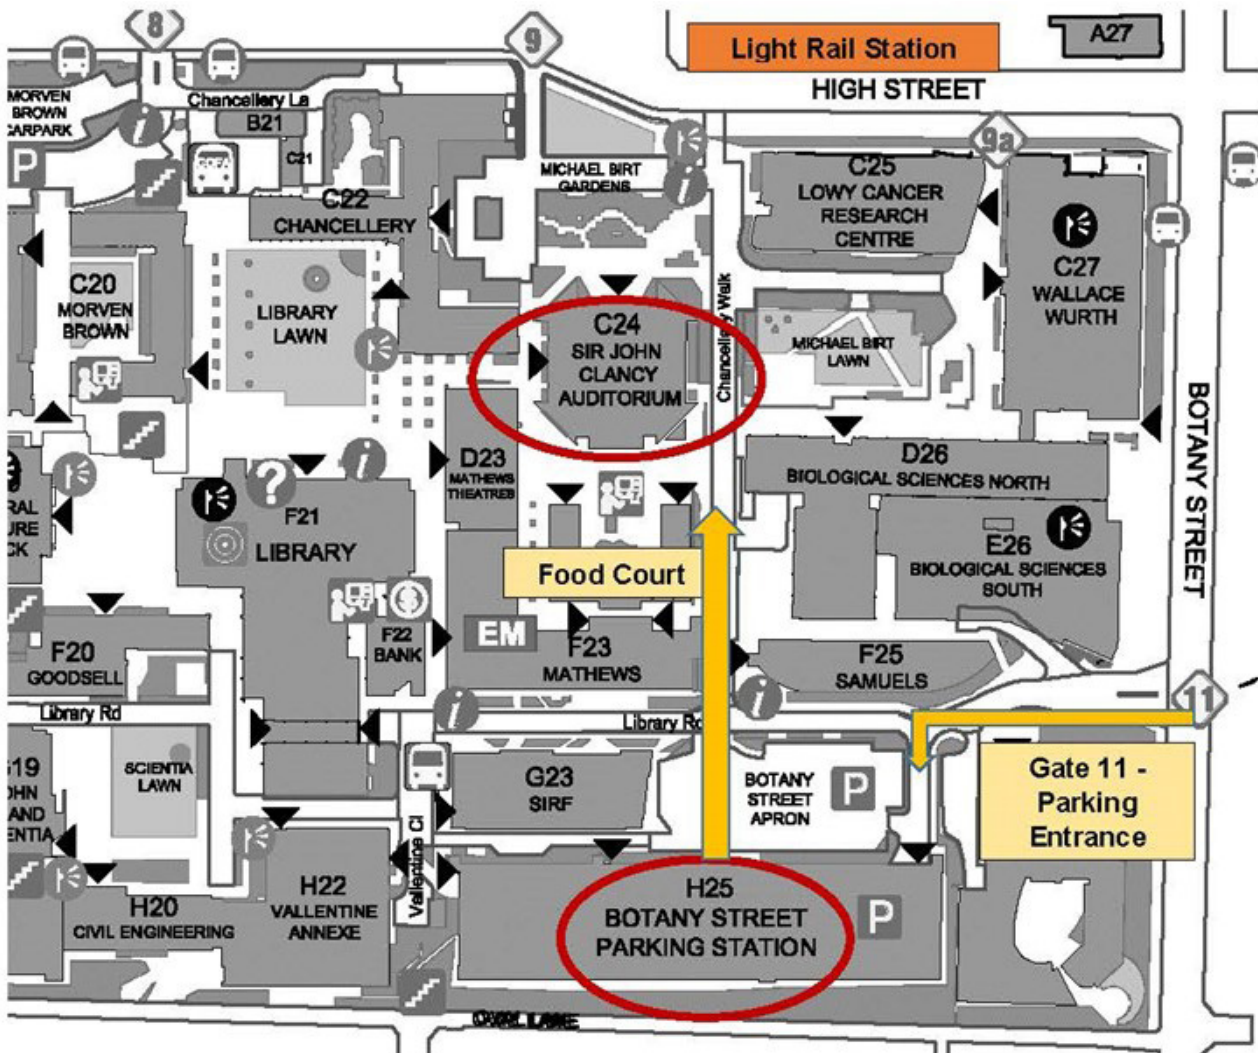 8
9
Light Rail Station
A27
HIGH STREET
MORVEN
BROWN
CARPARK
Chancellery La
B21
C21
COFA
9a
P
MICHAEL BIRT
GARDENS
C22
CHANCELLERY
C25
LOWY CANCER
RESEARCH
CENTRE
C27
WALLACE
WURTH
C20
MORVEN
BROWN
LIBRARY
LAWN
C24
SIR JOHN
CLANCY
AUDITORIUM
Chancellery Walk
MICHAEL BIRT
LAWN
BOTANY STREET
D23
MATHEWS
THEATRES
D26
BIOLOGICAL SCIENCES NORTH
F21
LIBRARY
E26
BIOLOGICAL SCIENCES
SOUTH
Food Court
EM
F20
GOODSELL
F22
BANK
F23
MATHEWS
F25
SAMUELS
11
Library Rd
Library Rd
SCIENTIA
LAWN
G23
SIRF
BOTANY
STREET
APRON
P
Gate 11 -
Parking
Entrance
Vallentine Cl
H20
CIVIL ENGINEERING
H22
VALLENTINE
ANNEXE
H25
BOTANY STREET
PARKING STATION
P
OVAL LANE